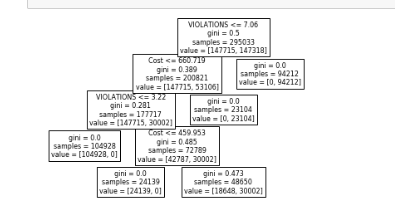 VIOLATIONS <= 7.06
gini = 0.5
samples = 295033
value = [147715, 147318]
Cost <= 660.719
gini = 0.389
samples = 200821
value = [147715, 53106]
gini = 0.0
samples = 94212
value = [0, 94212]
VIOLATIONS <= 3.22
gini = 0.281
samples = 177717
value = [147715, 30002]
gini = 0.0
samples = 23104
value = [0, 23104]
gini = 0.0
samples = 104928
value = [104928, 0]
Cost <= 459.953
gini = 0.485
samples = 72789
value = [42787, 30002]
gini = 0.0
samples = 24139
value = [24139, 0]
gini = 0.473
samples = 48650
value = [18648, 30002]